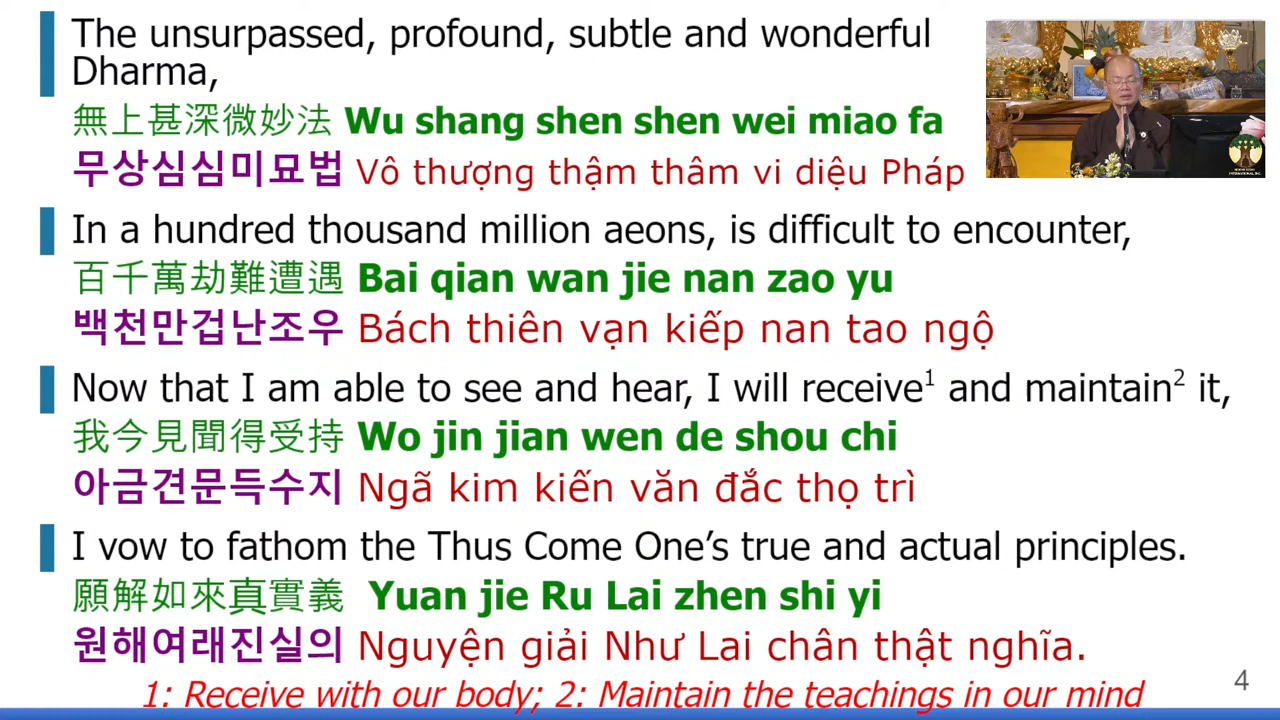 The unsurpassed, profound, subtle and wonderful
Dharma,
無上甚深微妙法 Wu shang shen shen wei miao fa
무상심심미묘법 Vô thượng thậm thâm vi diệu Pháp
In a hundred thousand million aeons, is difficult to encounter,
百千萬劫難遭遇 Bai qian wan jie nan zao yu
백천만겁난조우 Bách thiên vạn kiếp nan tao ngộ
Now that I am able to see and hear, I will receive¹ and maintain² it,
我今見聞得受持 Wo jin jian wen de shou chi
아금견문득수지 Ngã kim kiến văn đắc thọ trì
I vow to fathom the Thus Come One’s true and actual principles.
願解如來真實義 Yuan jie Ru Lai zhen shi yi
원해여래진실의 Nguyện giải Như Lai chân thật nghĩa.
1: Receive with our body; 2: Maintain the teachings in our mind
4